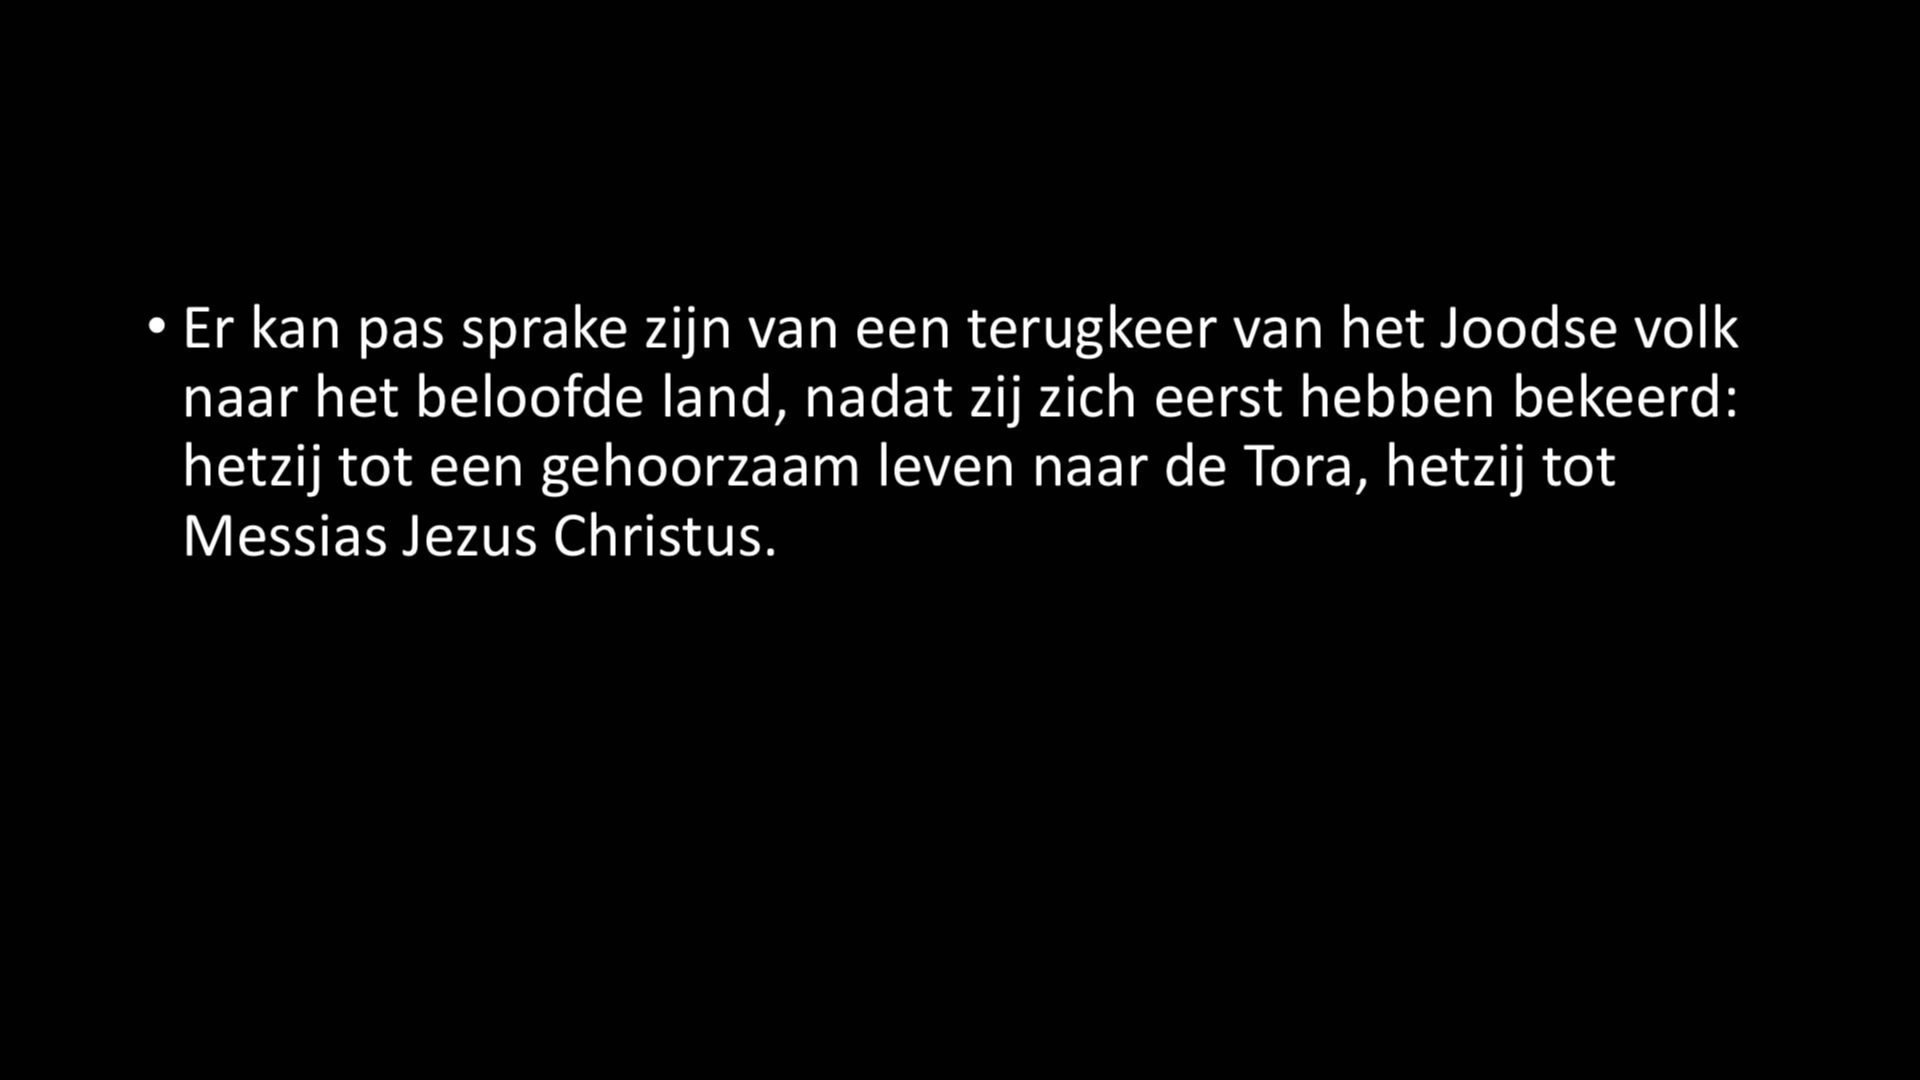 • Er kan pas sprake zijn van een terugkeer van het Joodse volk
naar het beloofde land, nadat zij zich eerst hebben bekeerd:
hetzij tot een gehoorzaam leven naar de Tora, hetzij tot
Messias Jezus Christus.